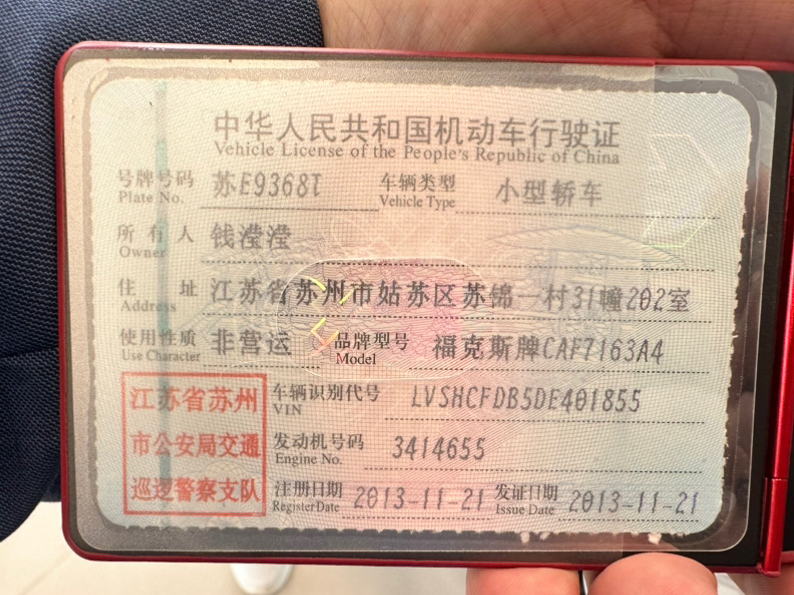 中华人民共和国机动车行驶证
Vehicle License of the People's Republic of China
号牌号码 苏E9368T 车辆类型 小型轿车
Plate No. Vehicle Type
所有人 钱滢滢
Owner
住址 江苏省苏州市姑苏区苏锦一村31幢202室
Address
使用性质 非营运 品牌型号 福克斯牌CAF7163A4
Use Character Model
江苏省苏州 车辆识别代号 LVSHCFDB5DE401855
VIN
市公安局交通 发动机号码 3414655
Engine No.
巡逻警察支队 注册日期 2013-11-21 发证日期 2013-11-21
Register Date Issue Date